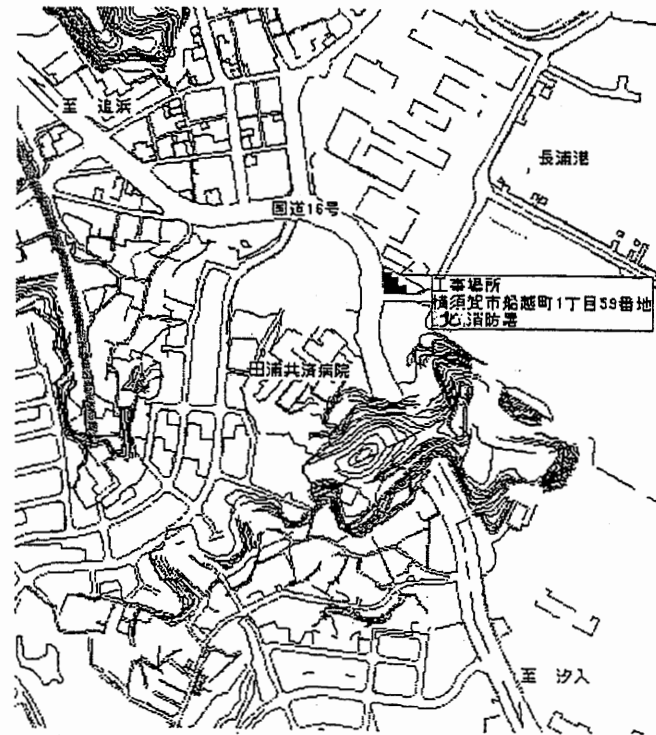 至 追浜
長浦港
国道16号
工事場所
横須賀市船越町1丁目59番地
北消防署
田浦共済病院
至 汐入